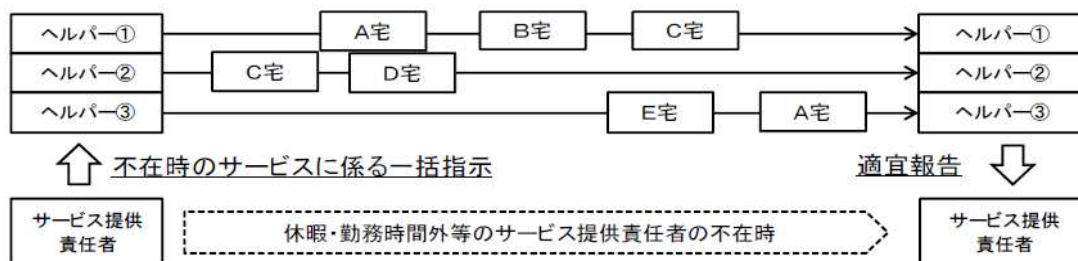 ヘルパー① A宅 B宅 C宅 ヘルパー①
ヘルパー② C宅 D宅 ヘルパー②
ヘルパー③ E宅 A宅 ヘルパー③
不在時のサービスに係る一括指示 適宜報告
サービス提供
責任者
休暇・勤務時間外等のサービス提供責任者の不在時
サービス提供
責任者